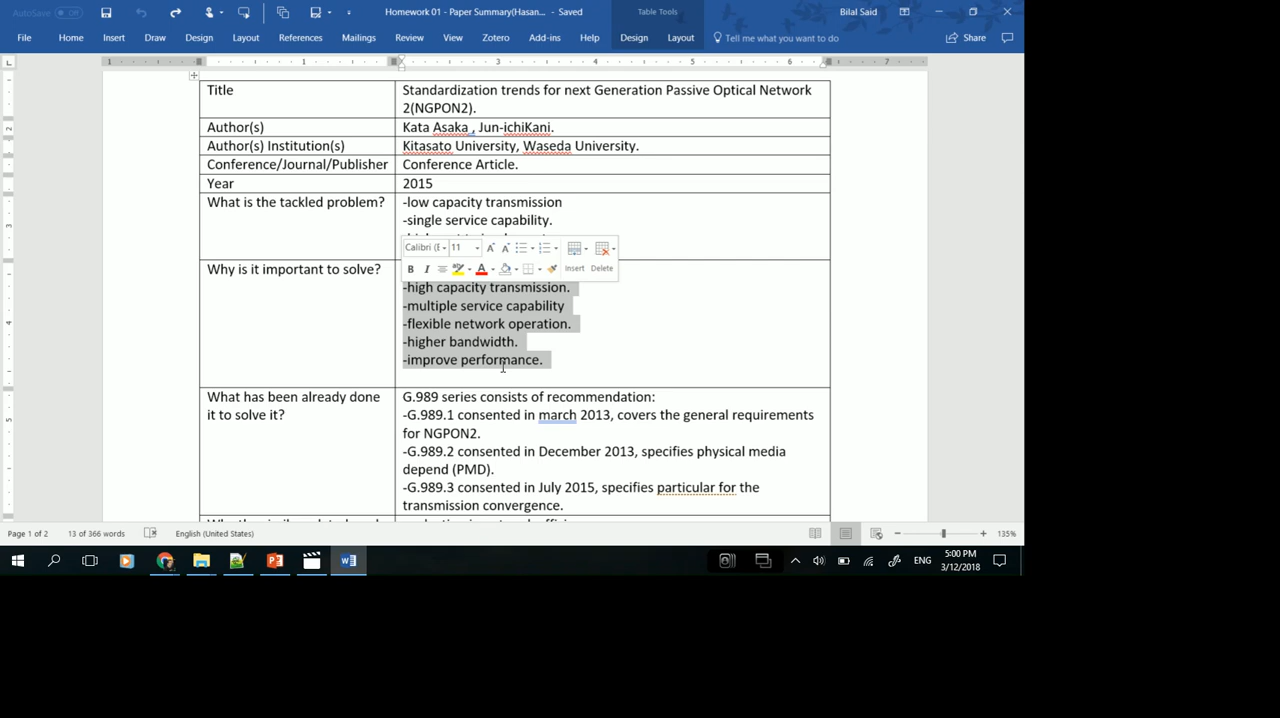 AutoSave Off
Homework 01 - Paper Summary(Hasan... - Saved
Table Tools
Bilal Said
File Home Insert Draw Design Layout References Mailings Review View Zotero Add-ins Help Design Layout Tell me what you want to do Share
1 1 3 4 5 6 7
Title
Standardization trends for next Generation Passive Optical Network
2(NGPON2).
Author(s)
Kata Asaka , Jun-ichiKani.
Author(s) Institution(s)
Kitasato University, Waseda University.
Conference/Journal/Publisher
Conference Article.
Year
2015
What is the tackled problem?
-low capacity transmission
-single service capability.
Calibri (E 11
B I A Insert Delete
Why is it important to solve?
-high capacity transmission.
-multiple service capability
-flexible network operation.
-higher bandwidth.
-improve performance.
What has been already done
it to solve it?
G.989 series consists of recommendation:
-G.989.1 consented in march 2013, covers the general requirements
for NGPON2.
-G.989.2 consented in December 2013, specifies physical media
depend (PMD).
-G.989.3 consented in July 2015, specifies particular for the
transmission convergence.
Page 1 of 2 13 of 366 words English (United States) 135%
ENG
5:00 PM
3/12/2018